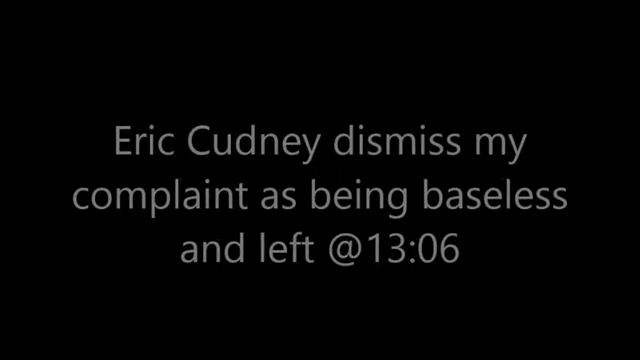 Eric Cudney dismiss my
complaint as being baseless
and left @13:06